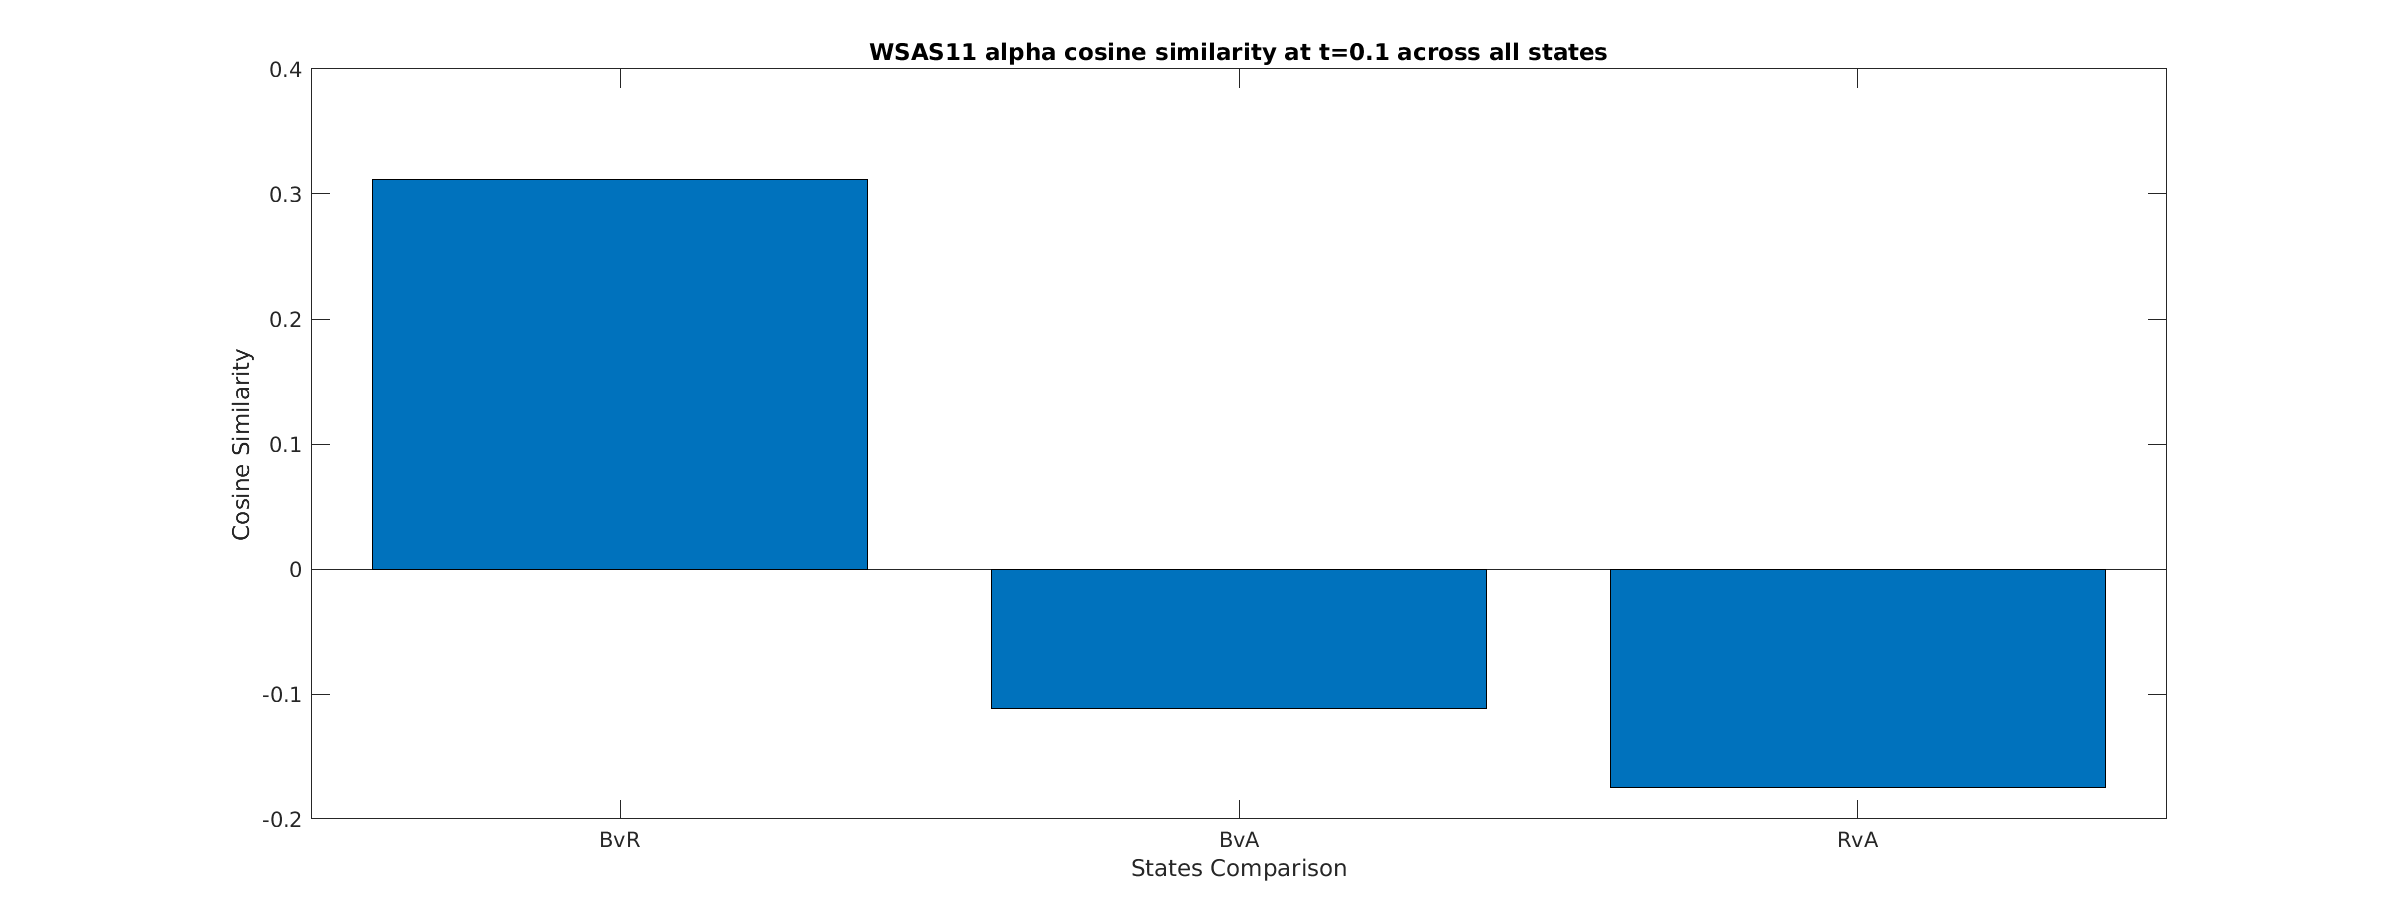 WSAS11 alpha cosine similarity at t=0.1 across all states
0.4
0.3
0.2
0.1
0
-0.1
-0.2
Cosine Similarity
BvR
BvA
RvA
States Comparison